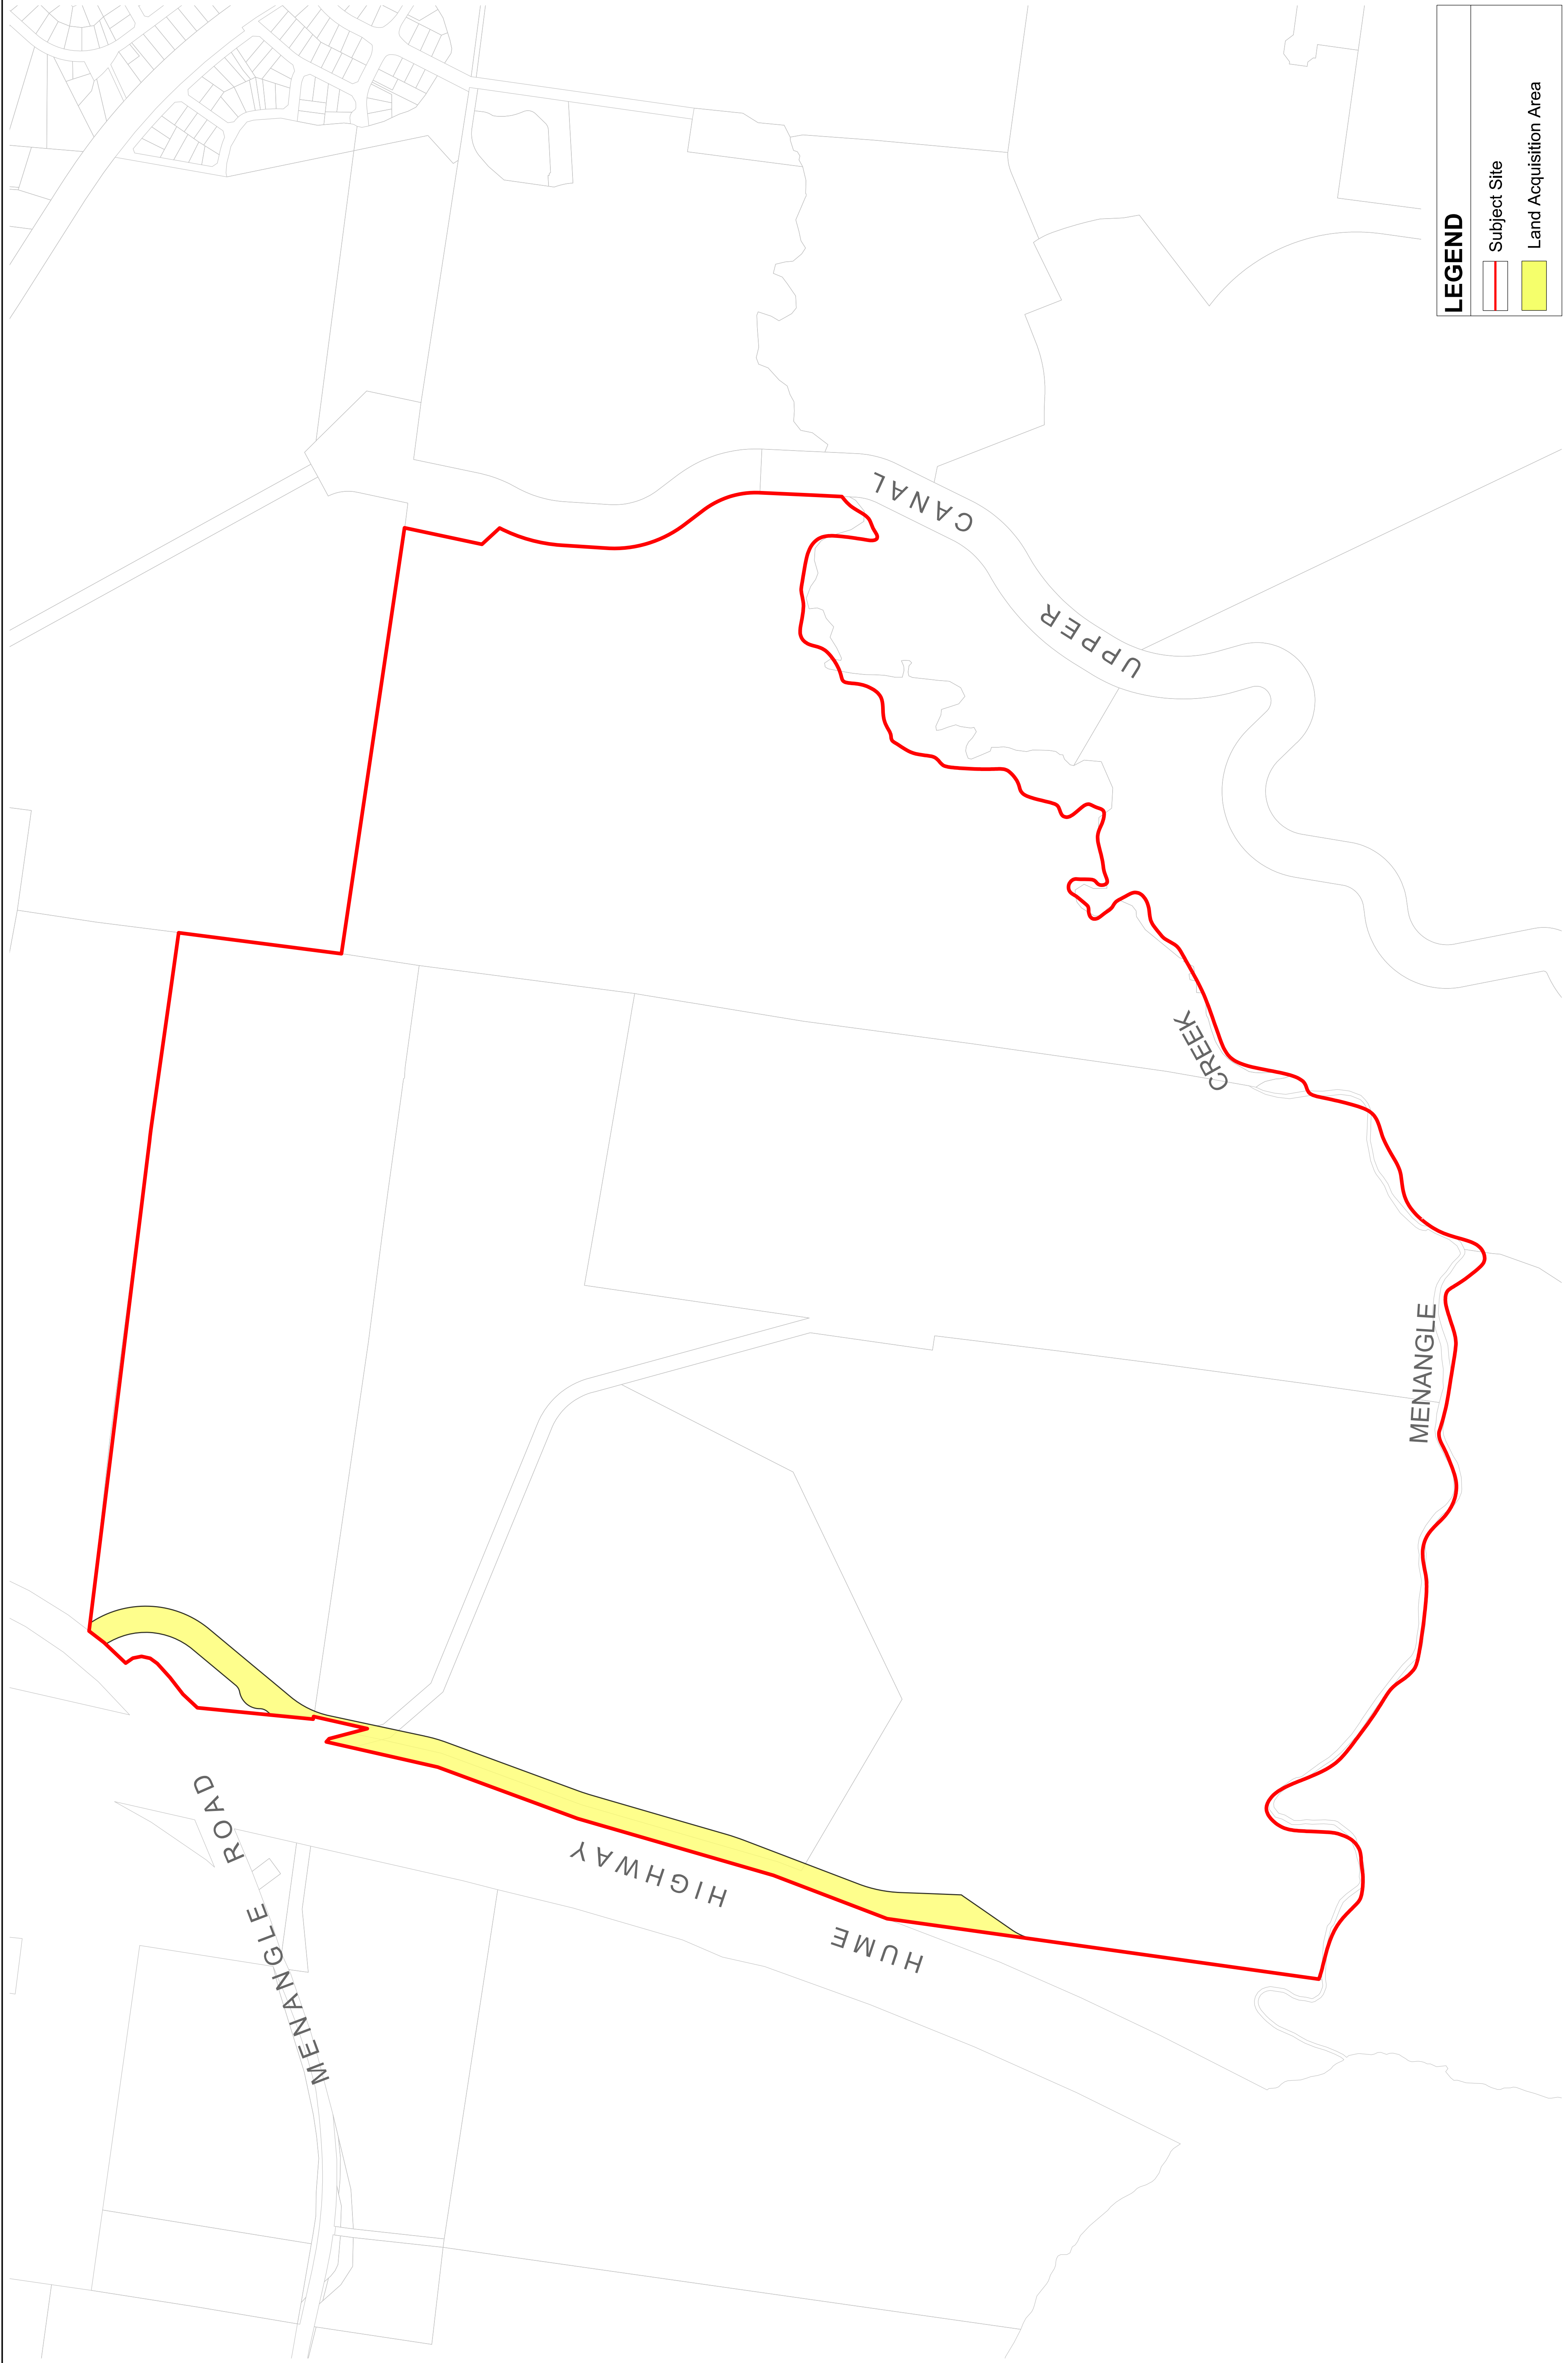 LEGEND
Subject Site
Land Acquisition Area
UPPER CANAL
MENANGLE CREEK
MENANGLE ROAD
HUME HIGHWAY